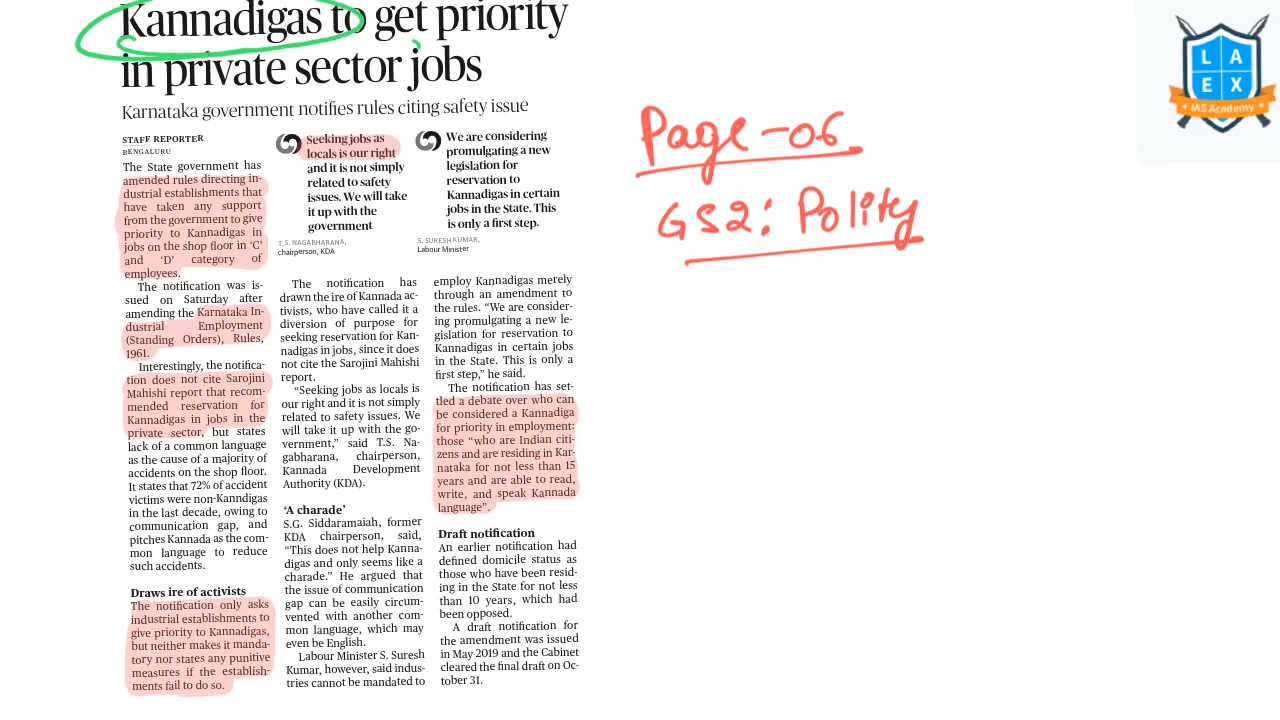 Kannadigas to get priority
in private sector jobs
Karnataka government notifies rules citing safety issue
STAFF REPORTER
BENGALURU
The State government has
amended rules directing in-
dustrial establishments that
have taken any support
from the government to give
priority to Kannadigas in
jobs on the shop floor in 'C'
and 'D' category of
employees.
The notification was is-
sued on Saturday after
amending the Karnataka In-
dustrial Employment
(Standing Orders), Rules,
1961.
Interestingly, the notifica-
tion does not cite Sarojini
Mahishi report that recom-
mended reservation for
Kannadigas in jobs in the
private sector, but states
lack of a common language
as the cause of a majority of
accidents on the shop floor.
It states that 72% of accident
victims were non-Kanndigas
in the last decade, owing to
communication gap, and
pitches Kannada as the com-
mon language to reduce
such accidents.
Draws ire of activists
The notification only asks
industrial establishments to
give priority to Kannadigas,
but neither makes it manda-
tory nor states any punitive
measures if the establish-
ments fail to do so.
Seeking jobs as
locals is our right
and it is not simply
related to safety
issues. We will take
it up with the
government
T.S. NAGABHARANA,
chairperson, KDA
We are considering
promulgating a new
legislation for
reservation to
Kannadigas in certain
jobs in the State. This
is only a first step.
S. SURESH KUMAR,
Labour Minister
The notification has
drawn the ire of Kannada ac-
tivists, who have called it a
diversion of purpose for
seeking reservation for Kan-
nadigas in jobs, since it does
not cite the Sarojini Mahishi
report.
"Seeking jobs as locals is
our right and it is not simply
related to safety issues. We
will take it up with the go-
vernment," said T.S. Na-
gabharana, chairperson,
Kannada Development
Authority (KDA).
'A charade'
S.G. Siddaramaiah, former
KDA chairperson, said,
"This does not help Kanna-
digas and only seems like a
charade." He argued that
the issue of communication
gap can be easily circum-
vented with another com-
mon language, which may
even be English.
Labour Minister S. Suresh
Kumar, however, said indus-
tries cannot be mandated to
employ Kannadigas merely
through an amendment to
the rules. "We are consider-
ing promulgating a new le-
gislation for reservation to
Kannadigas in certain jobs
in the State. This is only a
first step," he said.
The notification has set-
tled a debate over who can
be considered a Kannadiga
for priority in employment:
those "who are Indian citi-
zens and are residing in Kar-
nataka for not less than 15
years and are able to read,
write, and speak Kannada
language".
Draft notification
An earlier notification had
defined domicile status as
those who have been resid-
ing in the State for not less
than 10 years, which had
been opposed.
A draft notification for
the amendment was issued
in May 2019 and the Cabinet
cleared the final draft on Oc-
tober 31.
Page-06
GS2: Polity
L A
E X
IAS Academy